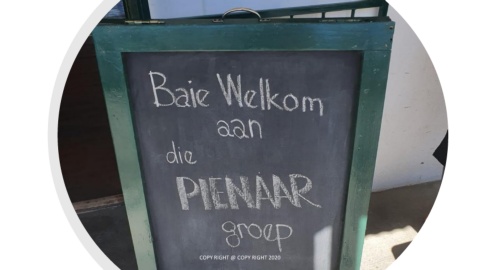 Baie Welkom
aan
die
PIENAAR
groep
COPY RIGHT @ COPY RIGHT 2020